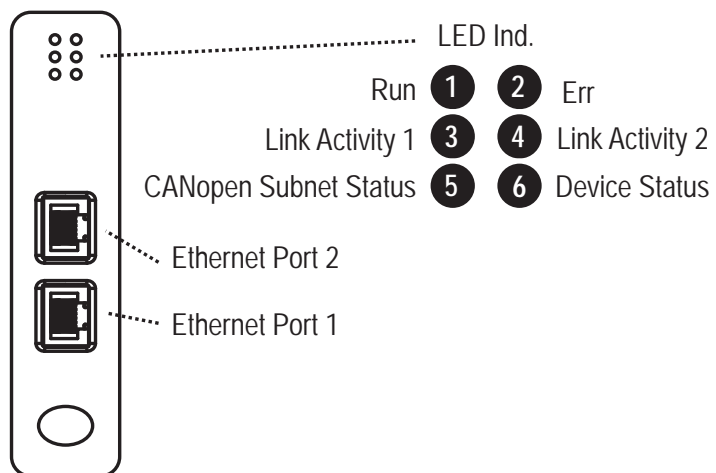 LED Ind.
Run 1 2 Err
Link Activity 1 3 4 Link Activity 2
CANopen Subnet Status 5 6 Device Status
Ethernet Port 2
Ethernet Port 1